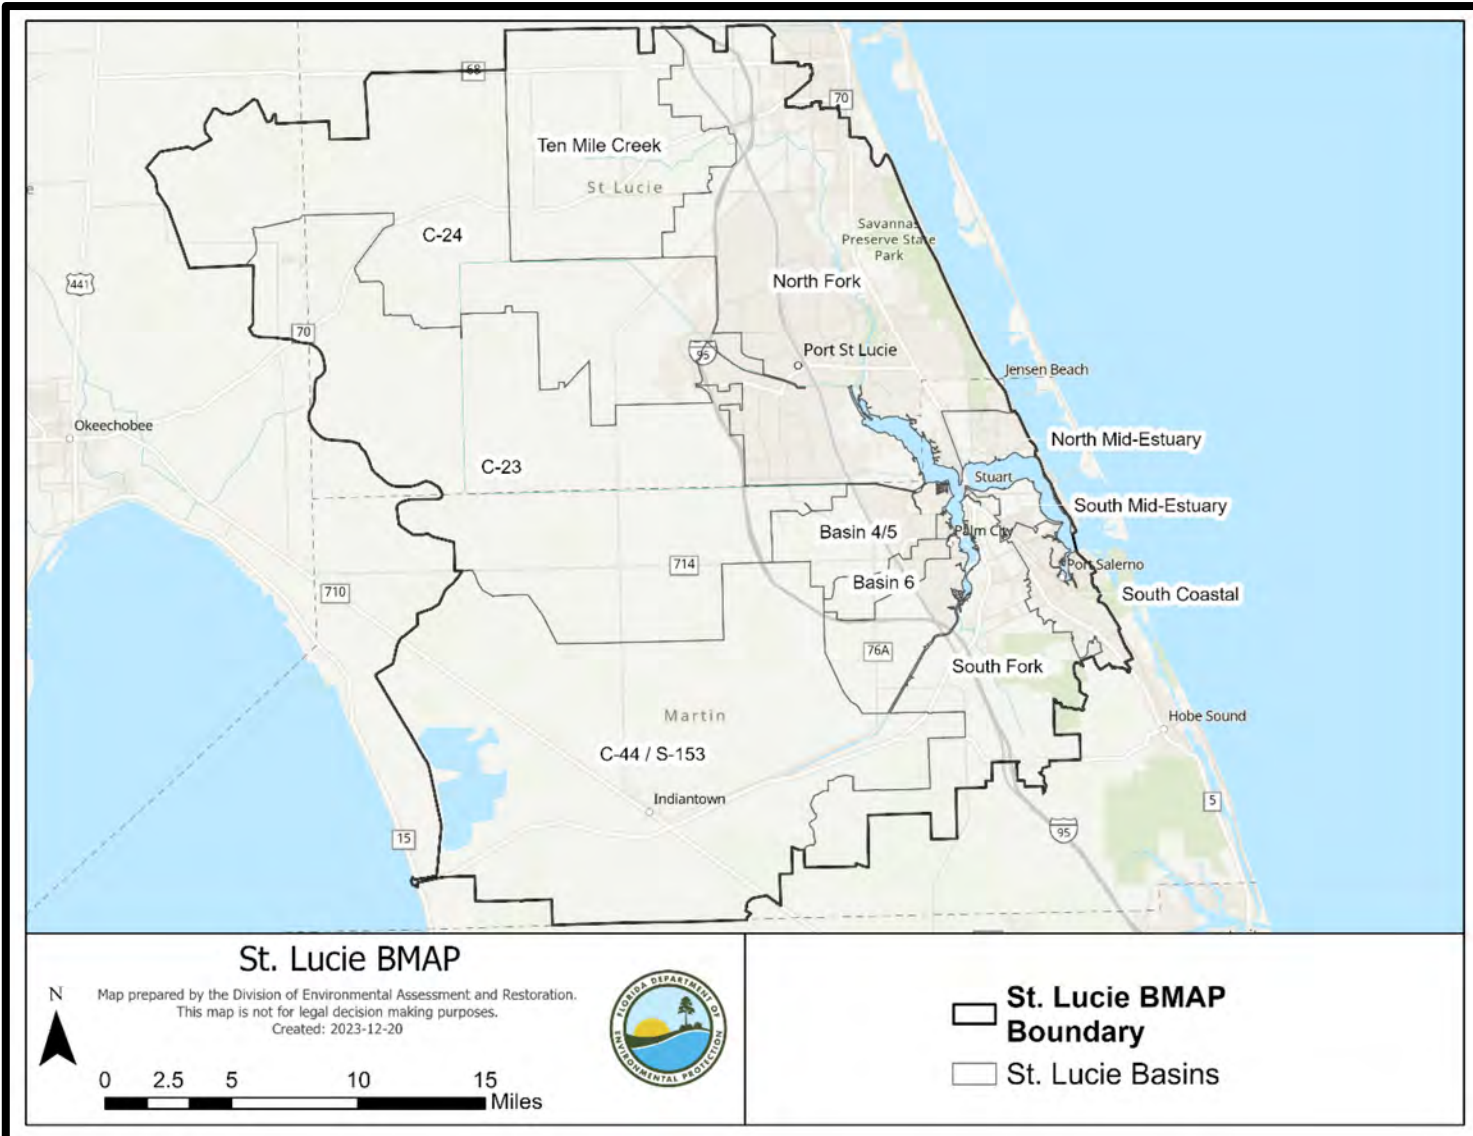 68
70
Ten Mile Creek
St Lucie
Savannas
Preserve State
Park
C-24
441
North Fork
70
95
Port St Lucie
Jensen Beach
Okeechobee
North Mid-Estuary
C-23
Stuart
South Mid-Estuary
Basin 4/5
Palm City
714
Port Salerno
Basin 6
710
South Coastal
76A
South Fork
Martin
Hobe Sound
C-44 / S-153
Indiantown
5
15
95
St. Lucie BMAP
N
Map prepared by the Division of Environmental Assessment and Restoration.
This map is not for legal decision making purposes.
Created: 2023-12-20
FLORIDA DEPARTMENT OF
ENVIRONMENTAL PROTECTION
0 2.5 5 10 15
Miles
St. Lucie BMAP
Boundary
St. Lucie Basins